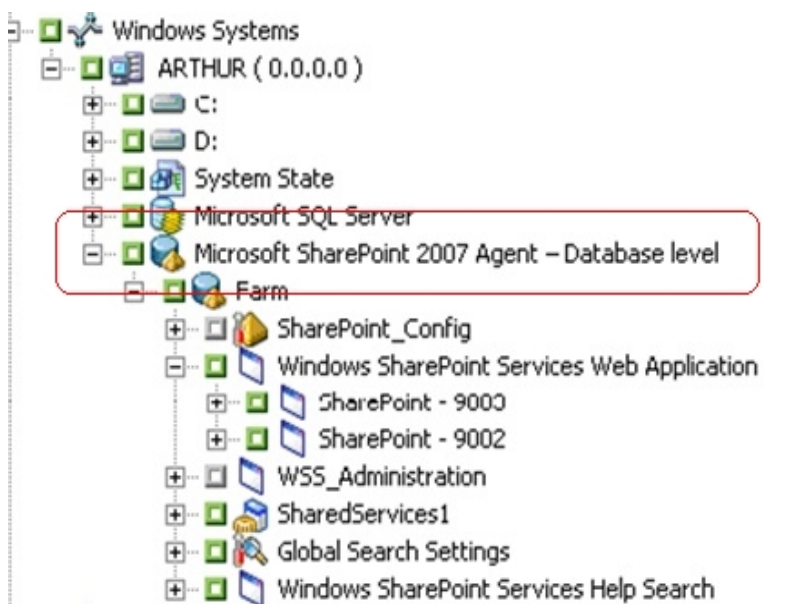 Windows Systems
ARTHUR ( 0.0.0.0 )
C:
D:
System State
Microsoft SQL Server
Microsoft SharePoint 2007 Agent – Database level
Farm
SharePoint_Config
Windows SharePoint Services Web Application
SharePoint - 9003
SharePoint - 9002
WSS_Administration
SharedServices1
Global Search Settings
Windows SharePoint Services Help Search